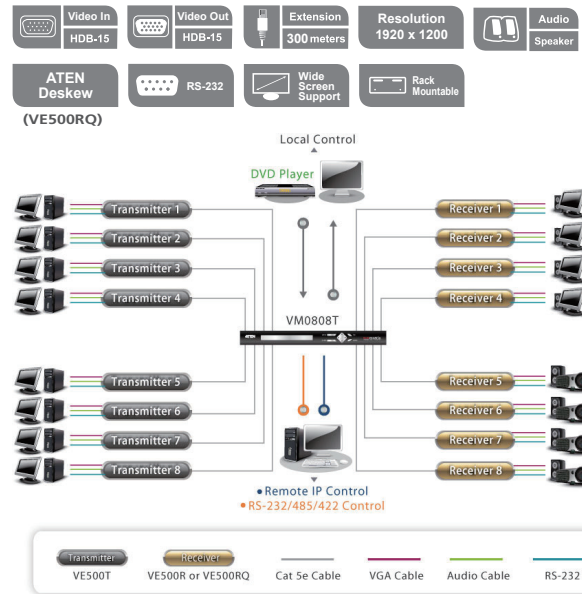 Video In
HDB-15
Video Out
HDB-15
Extension
300 meters
Resolution
1920 x 1200
Audio
Speaker
ATEN
Deskew
(VE500RQ)
RS-232
Wide
Screen
Support
Rack
Mountable
Local Control
DVD Player
Transmitter 1
Transmitter 2
Transmitter 3
Transmitter 4
Receiver 1
Receiver 2
Receiver 3
Receiver 4
VM0808T
ATEN
Transmitter 5
Transmitter 6
Transmitter 7
Transmitter 8
Receiver 5
Receiver 6
Receiver 7
Receiver 8
• Remote IP Control
• RS-232/485/422 Control
Transmitter
VE500T
Receiver
VE500R or VE500RQ
Cat 5e Cable
VGA Cable
Audio Cable
RS-232